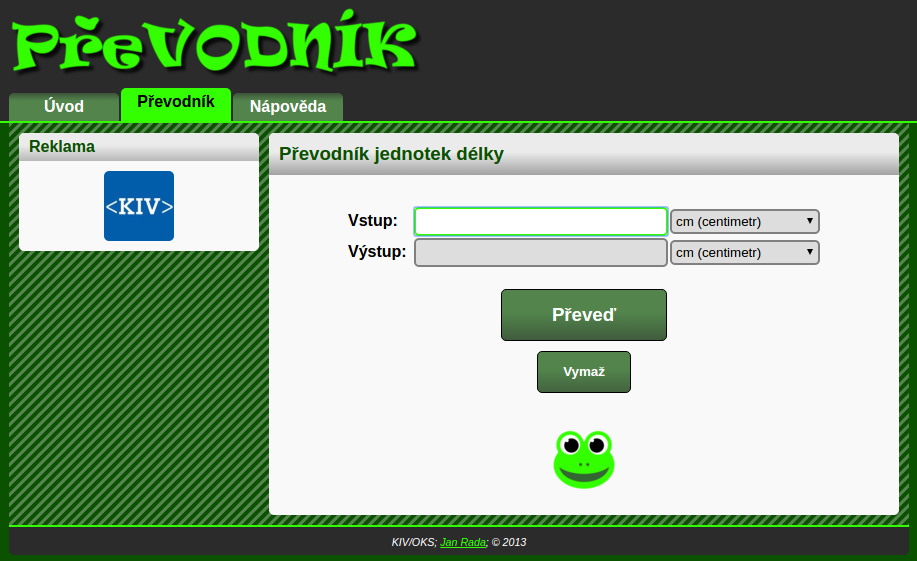 PřeVODNíK
Úvod
Převodník
Nápověda
Reklama
<KIV>
Převodník jednotek délky
Vstup:
cm (centimetr)
Výstup:
cm (centimetr)
Převeď
Vymaž
KIV/OKS; Jan Rada; © 2013